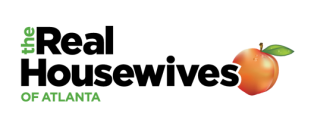 the Real
Housewives
OF ATLANTA